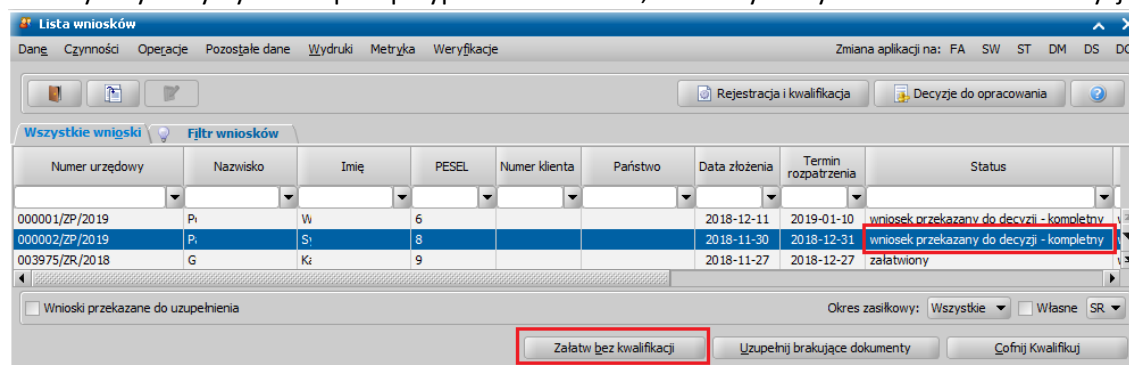 Lista wniosków
Dane Czynności Operacje Pozostałe dane Wydruki Metryka Weryfikacje Zmiana aplikacji na: FA SW ST DM DS
Rejestracja i kwalifikacja Decyzje do opracowania
Wszystkie wnioski Filtr wniosków
Numer urzędowy Nazwisko Imię PESEL Numer klienta Państwo Data złożenia Termin rozpatrzenia Status
000001/ZP/2019 W 6 2018-12-11 2019-01-10 wniosek przekazany do decyzji - kompletny
000002/ZP/2019 8 2018-11-30 2018-12-31 wniosek przekazany do decyzji - kompletny
003975/ZR/2018 G 9 2018-11-27 2018-12-27 załatwiony
Wnioski przekazane do uzupełnienia Okres zasiłkowy: Wszystkie Własne SR
Załatw bez kwalifikacji Uzupełnij brakujące dokumenty Cofnij Kwalifikuj